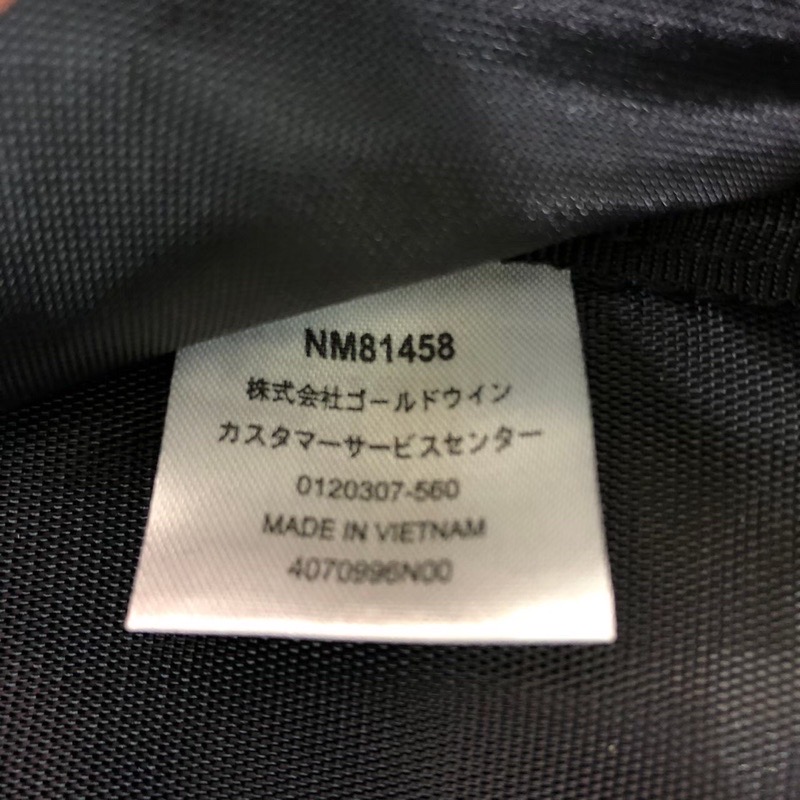 NM81458
株式会社ゴールドウイン
カスタマーサービスセンター
0120307-560
MADE IN VIETNAM
4070996N00